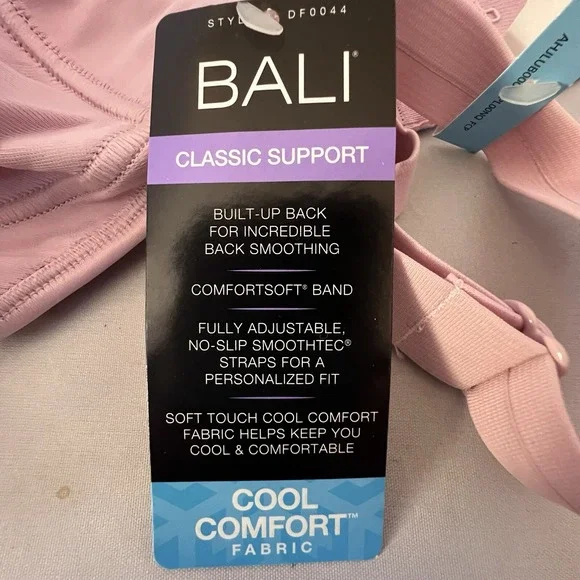 DF0044
BALI®
CLASSIC SUPPORT
BUILT-UP BACK
FOR INCREDIBLE
BACK SMOOTHING
COMFORTSOFT® BAND
FULLY ADJUSTABLE,
NO-SLIP SMOOTHTEC®
STRAPS FOR A
PERSONALIZED FIT
SOFT TOUCH COOL COMFORT
FABRIC HELPS KEEP YOU
COOL & COMFORTABLE
COOL
COMFORT™
FABRIC